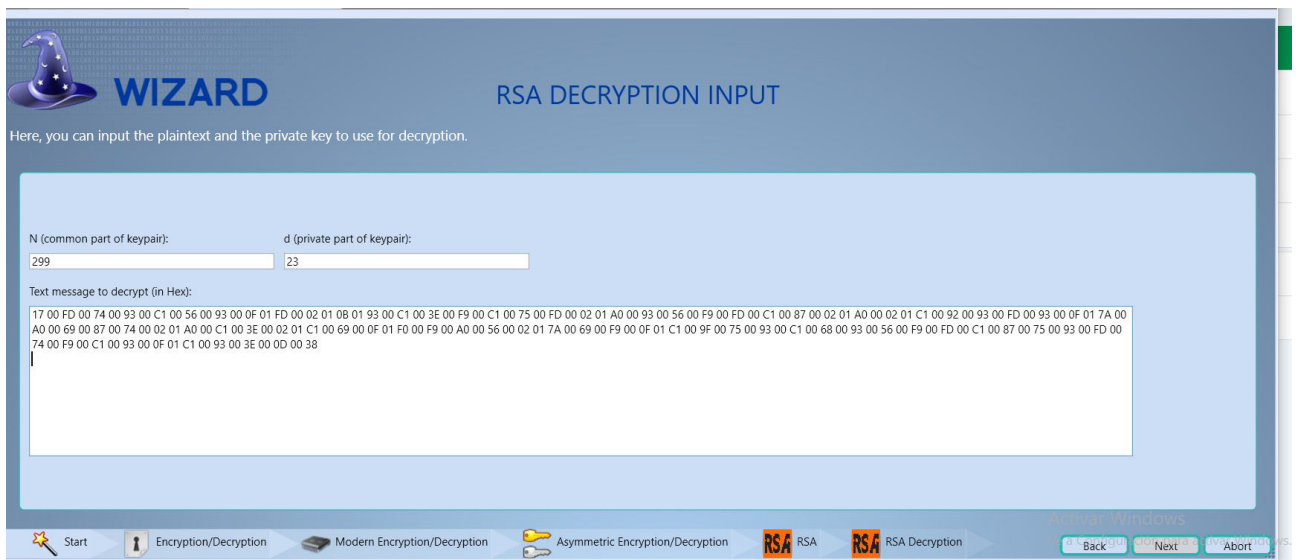 WIZARD
RSA DECRYPTION INPUT
Here, you can input the plaintext and the private key to use for decryption.
N (common part of keypair):
d (private part of keypair):
299
23
Text message to decrypt (in Hex):
17 00 FD 00 74 00 93 00 C1 00 56 00 93 00 0F 01 FD 00 02 01 0B 01 93 00 C1 00 3E 00 F9 00 C1 00 75 00 FD 00 02 01 A0 00 93 00 56 00 F9 00 FD 00 C1 00 87 00 02 01 A0 00 02 01 C1 00 92 00 93 00 FD 00 93 00 0F 01 7A 00
A0 00 69 00 87 00 74 00 02 01 A0 00 C1 00 3E 00 02 01 C1 00 69 00 0F 01 F0 00 F9 00 A0 00 56 00 02 01 7A 00 69 00 F9 00 0F 01 C1 00 9F 00 75 00 93 00 C1 00 68 00 93 00 56 00 F9 00 FD 00 C1 00 87 00 75 00 93 00 FD 00
74 00 F9 00 C1 00 93 00 0F 01 C1 00 93 00 3E 00 0D 00 38
Activar Windows
Start
Encryption/Decryption
Modern Encryption/Decryption
Asymmetric Encryption/Decryption
RSA RSA
RSA RSA Decryption
Back
Next
Abort